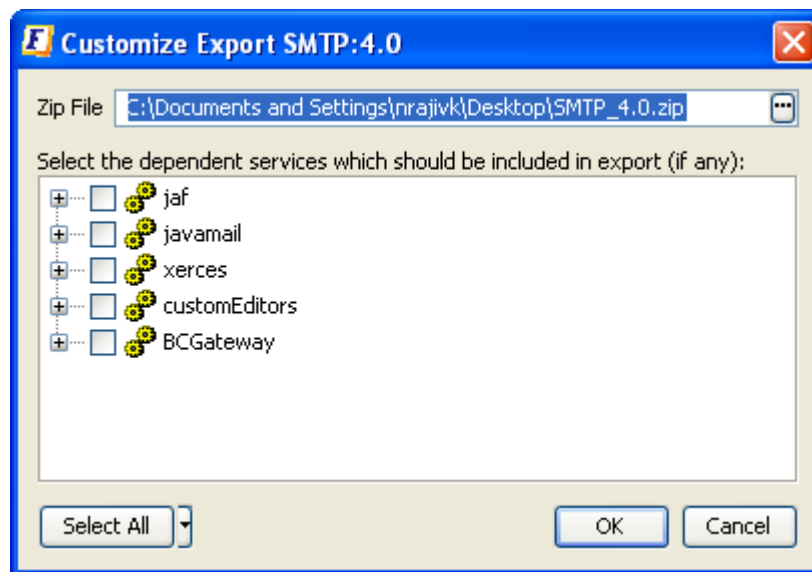 F Customize Export SMTP:4.0
Zip File C:\Documents and Settings\nrajivk\Desktop\SMTP_4.0.zip ...
Select the dependent services which should be included in export (if any):
jaf
javamail
xerces
customEditors
BCGateway
Select All OK Cancel